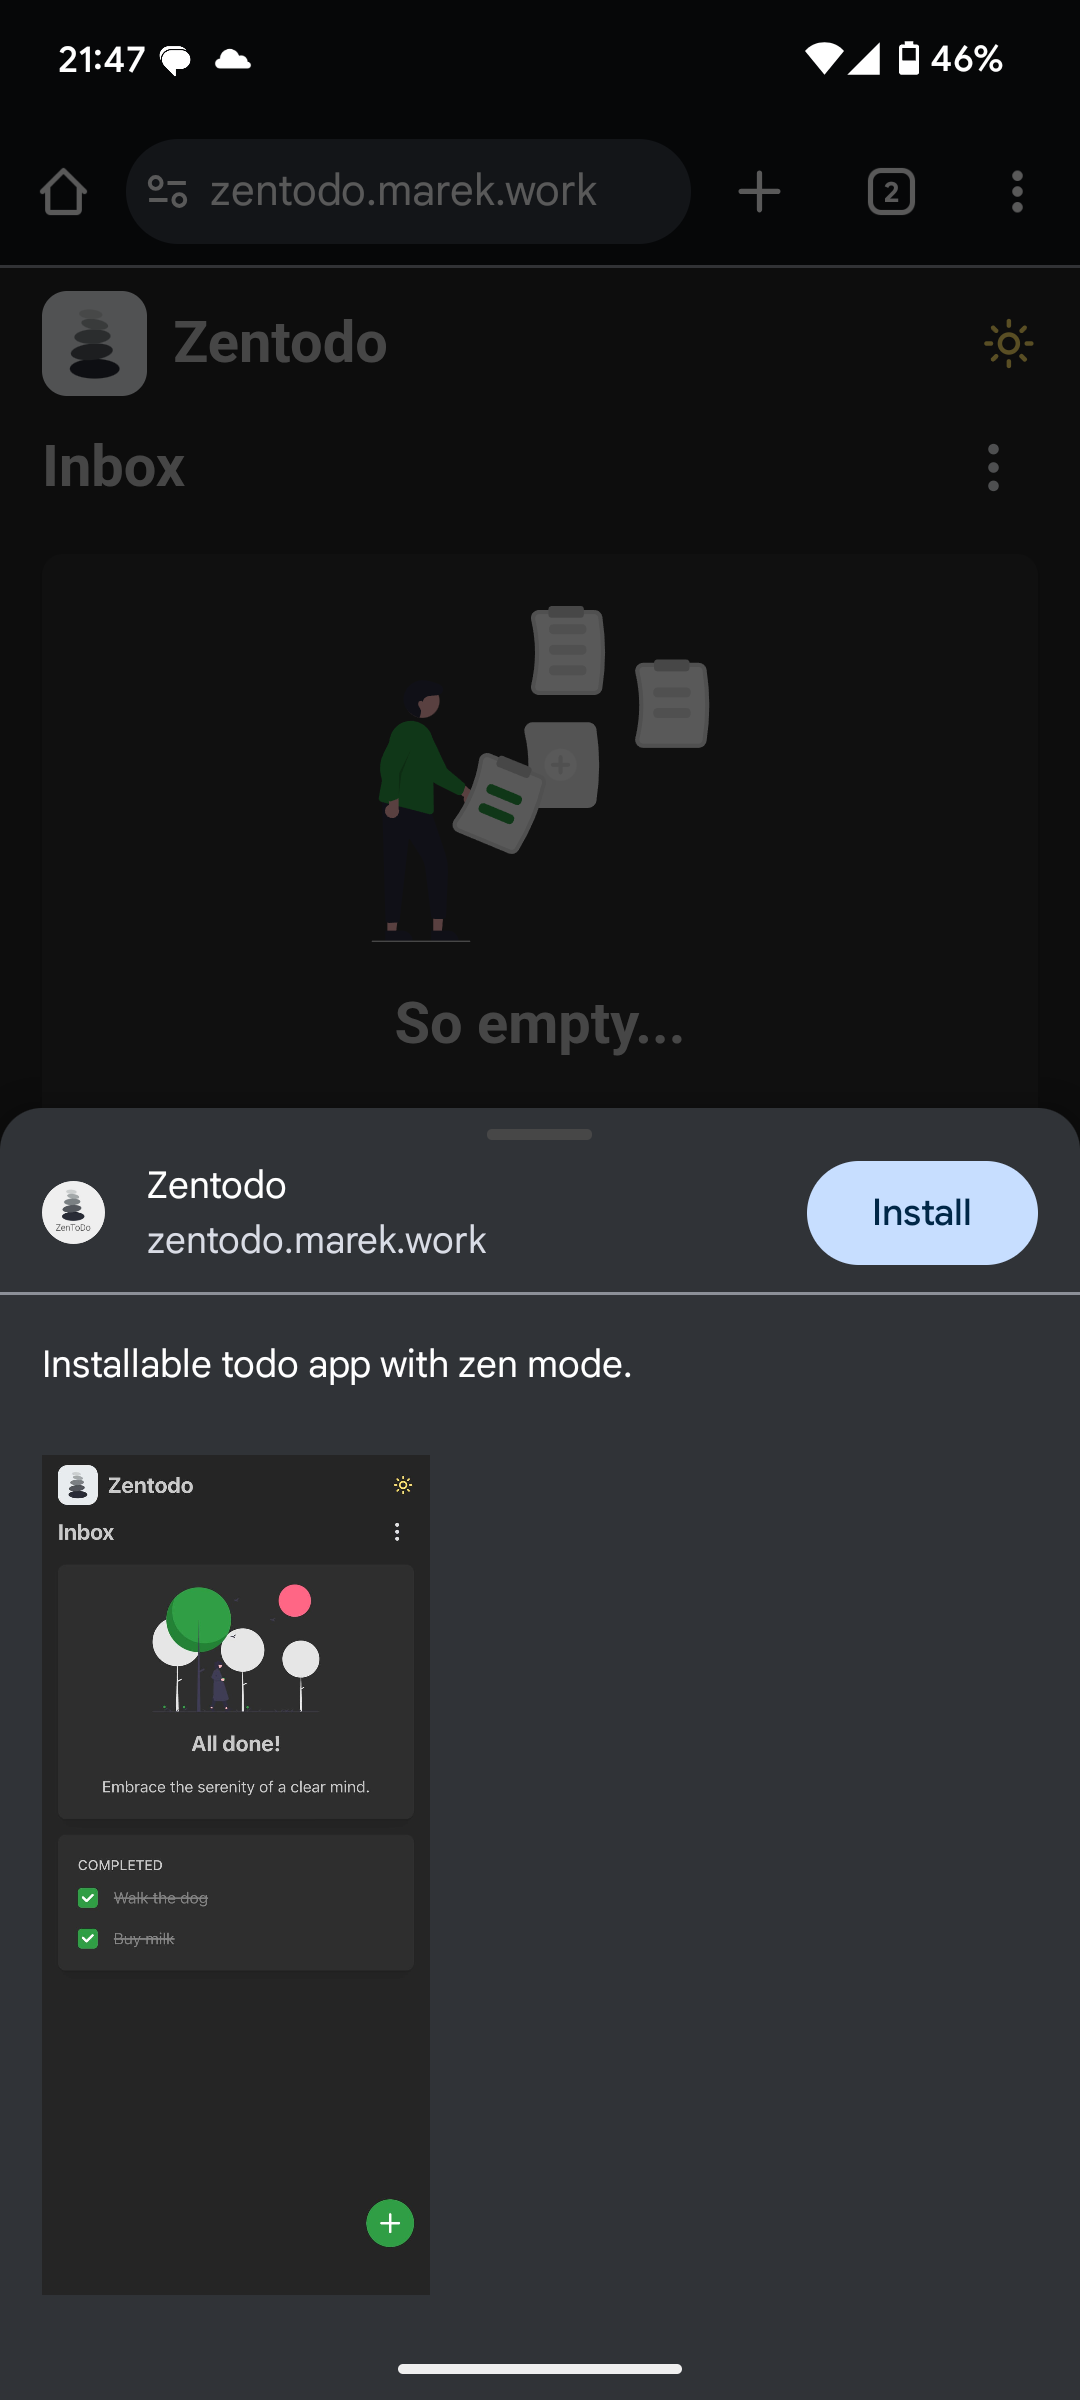 21:47
46%
zentodo.marek.work
2
Zentodo
Inbox
So empty...
ZenToDo
Zentodo
zentodo.marek.work
Install
Installable todo app with zen mode.
Zentodo
Inbox
All done!
Embrace the serenity of a clear mind.
COMPLETED
Walk the dog
Buy milk